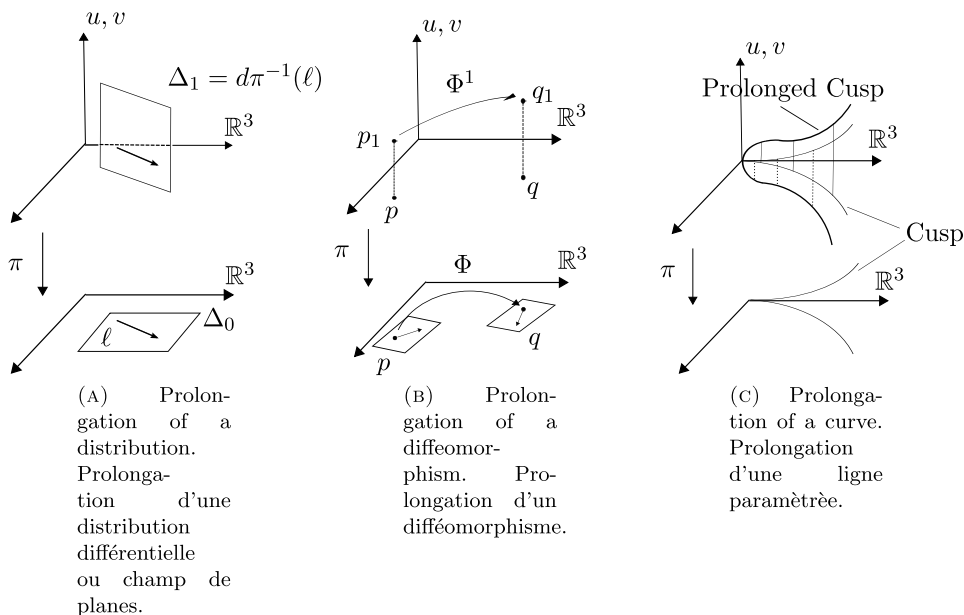 u, v
Δ₁ = dπ⁻¹(ℓ)
ℝ³
π
ℝ³
Δ₀
ℓ
(A) Prolon-
gation of a
distribution.
Prolonga-
tion d'une
distribution
différentielle
ou champ de
planes.
u, v
Φ¹
q₁
ℝ³
p₁
q
p
π
Φ
ℝ³
q
p
(B) Prolon-
gation of a
diffeomor-
phism. Pro-
longation d'un
difféomorphisme.
u, v
Prolonged Cusp
ℝ³
Cusp
π
ℝ³
(C) Prolonga-
tion of a curve.
Prolongation
d'une ligne
paramètrèe.